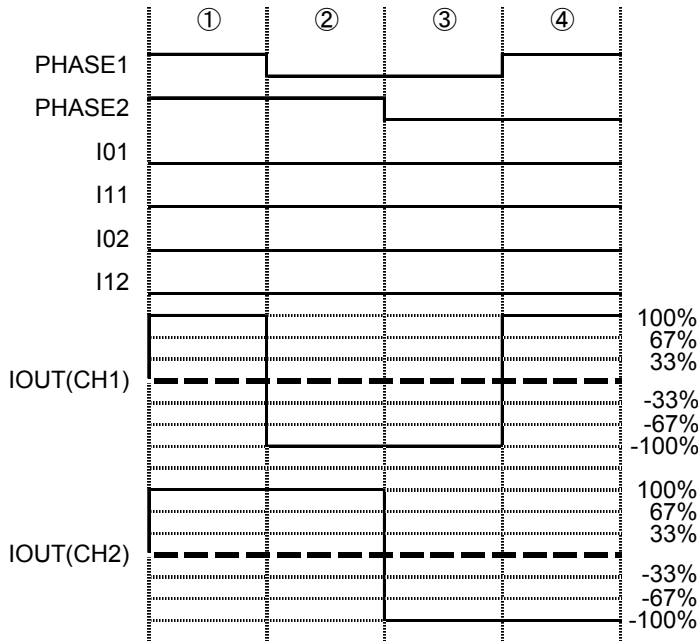 ① ② ③ ④
PHASE1
PHASE2
I01
I11
I02
I12
100%
67%
33%
IOUT(CH1)
-33%
-67%
-100%
100%
67%
33%
IOUT(CH2)
-33%
-67%
-100%